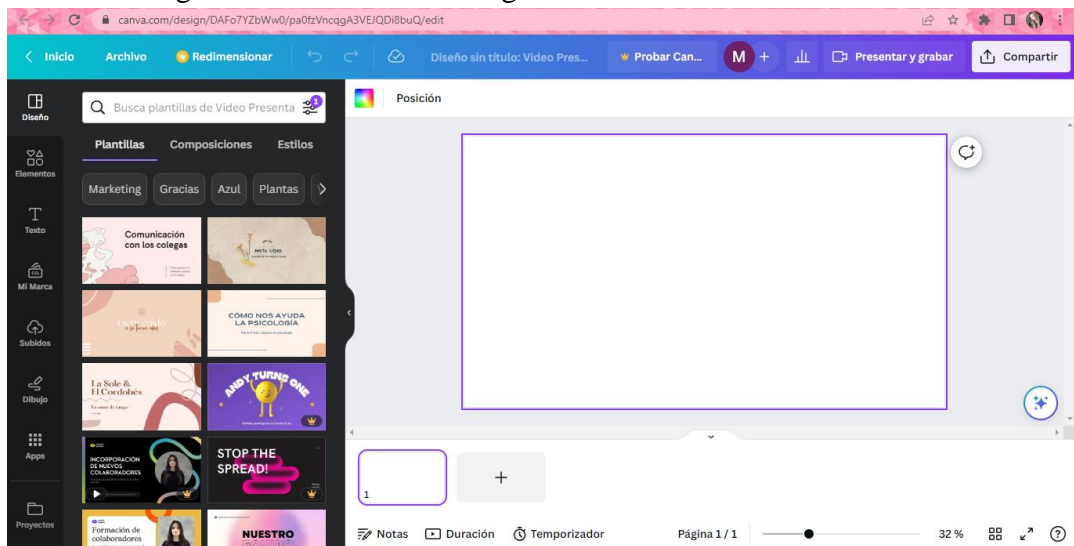 canva.com/design/DAFo7YZbWw0/pa0fzVncqgA3VEJQDi8buQ/edit
Inicio Archivo Redimensionar Diseño sin título: Video Pres... Probar Can... M + Presentar y grabar Compartir
Diseño
Elementos
Texto
Mi Marca
Subidos
Dibujo
Apps
Proyectos
Busca plantillas de Video Presenta 1
Plantillas Composiciones Estilos
Marketing Gracias Azul Plantas
Comunicación
con los colegas
CÓMO NOS AYUDA
LA PSICOLOGÍA
La Sole &
El Cordobés
ANDY TURNS ONE
INCORPORACIÓN
DE NUEVOS
COLABORADORES
STOP THE
SPREAD!
Formación de
colaboradores
NUESTRO
Posición
1
+
Notas Duración Temporizador Página 1 / 1 32 %